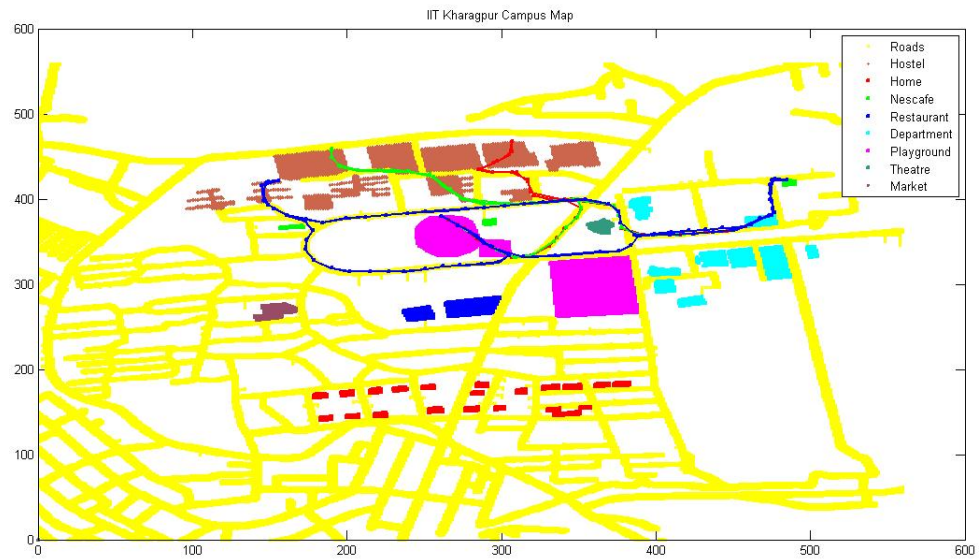 IIT Kharagpur Campus Map
600
500
400
300
200
100
0
0 100 200 300 400 500 600
Roads
Hostel
Home
Nescafe
Restaurant
Department
Playground
Theatre
Market